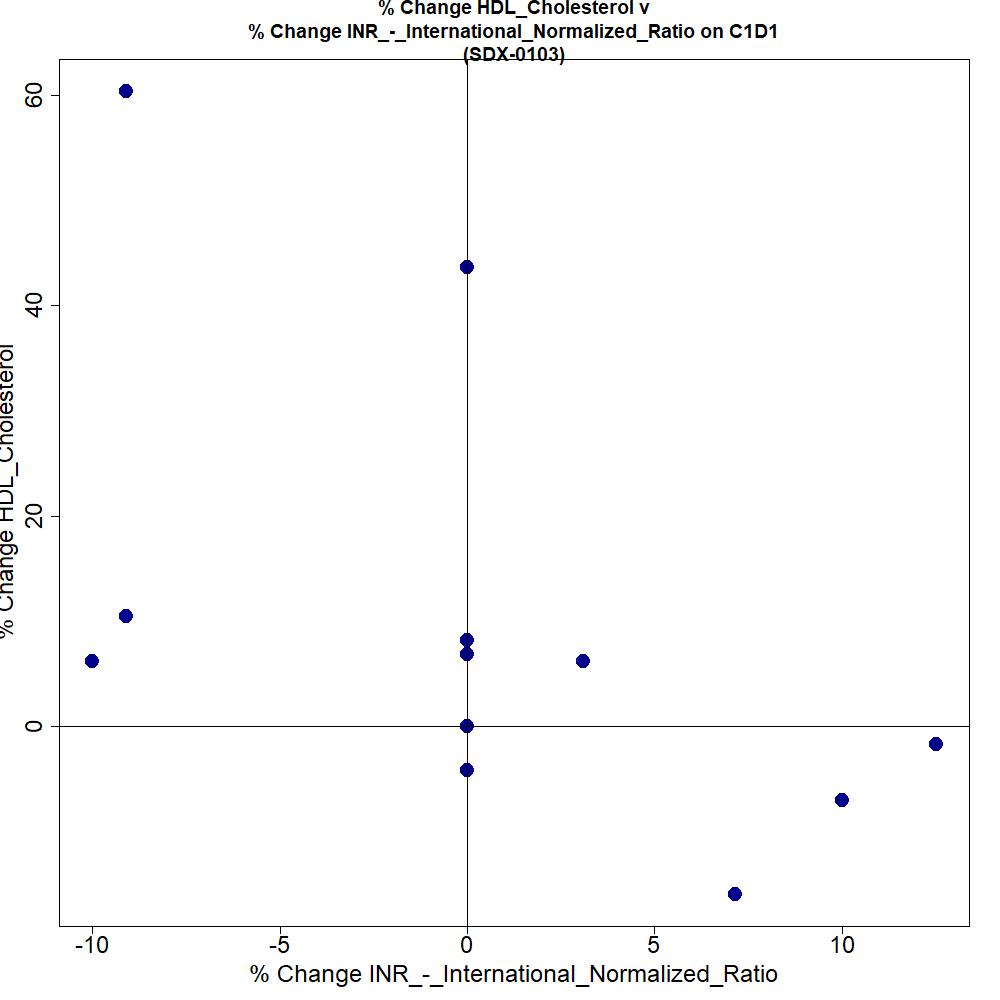 % Change HDL_Cholesterol v
% Change INR_-_International_Normalized_Ratio on C1D1
(SDX-0103)
% Change HDL_Cholesterol
60
40
20
0
-10
-5
0
5
10
% Change INR_-_International_Normalized_Ratio